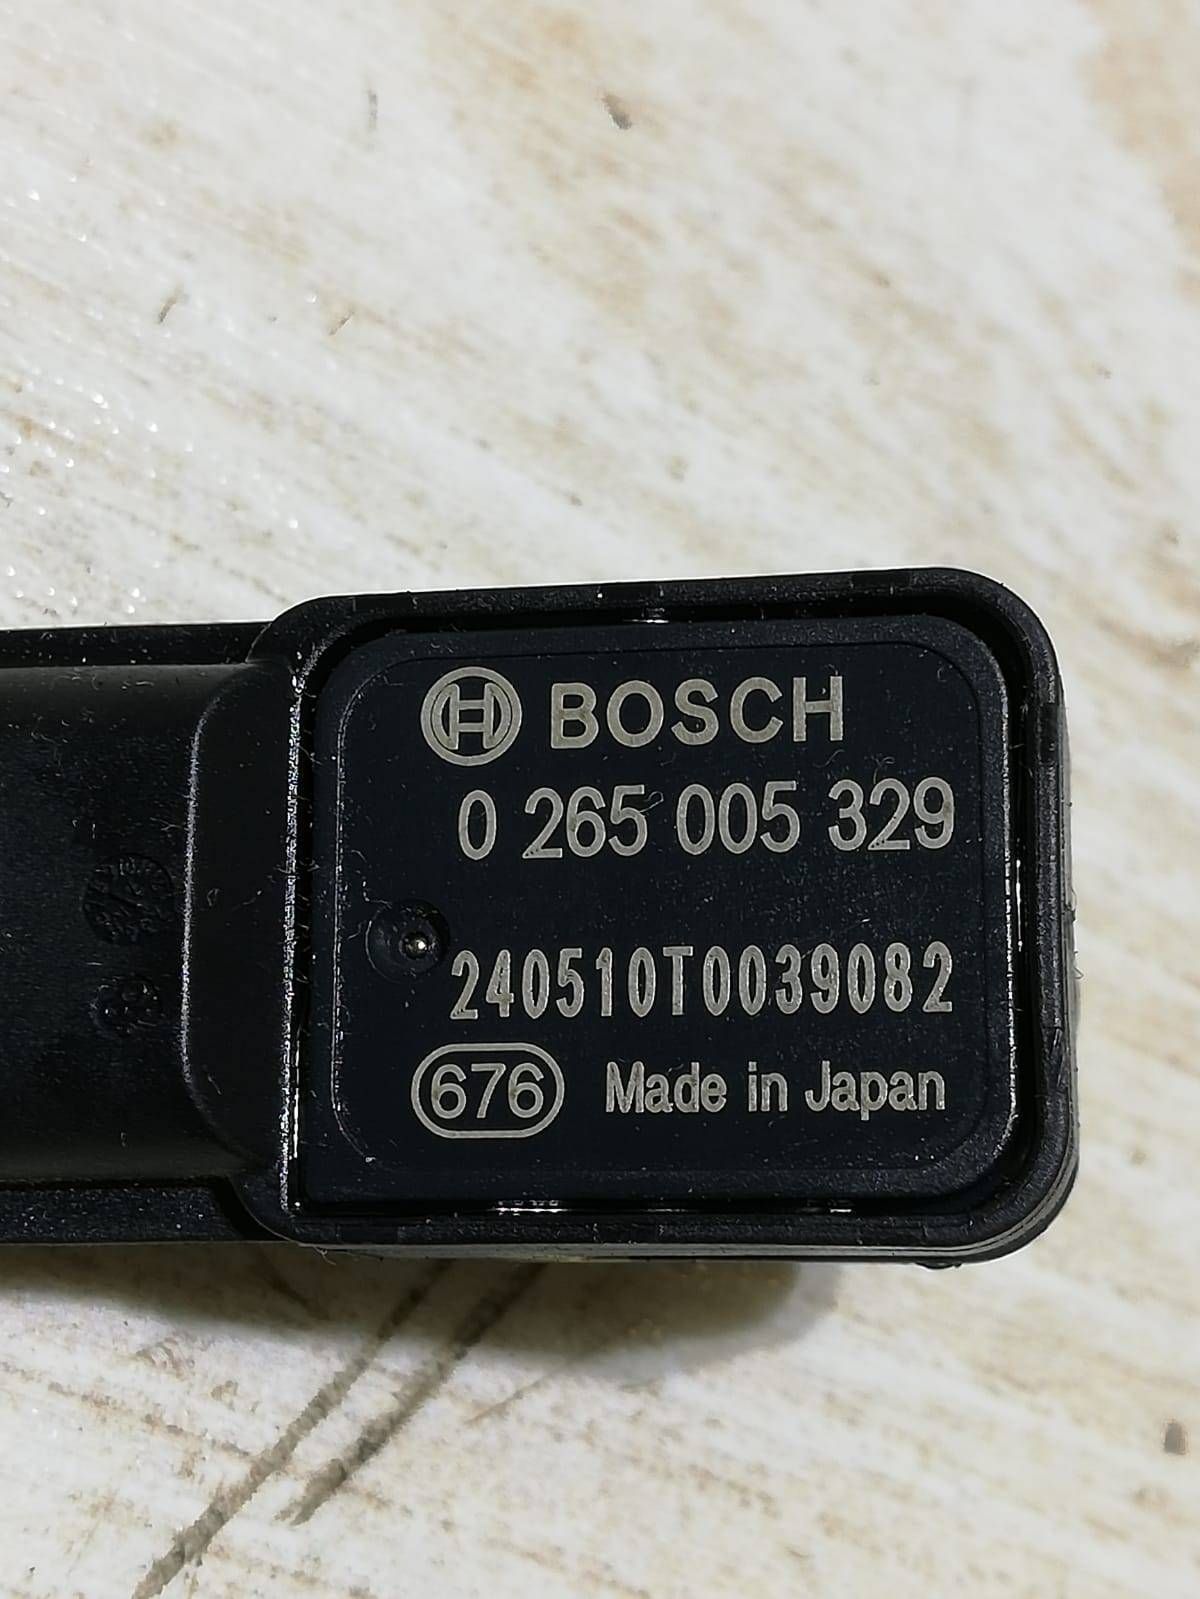 BOSCH
0 265 005 329
240510T0039082
676 Made in Japan